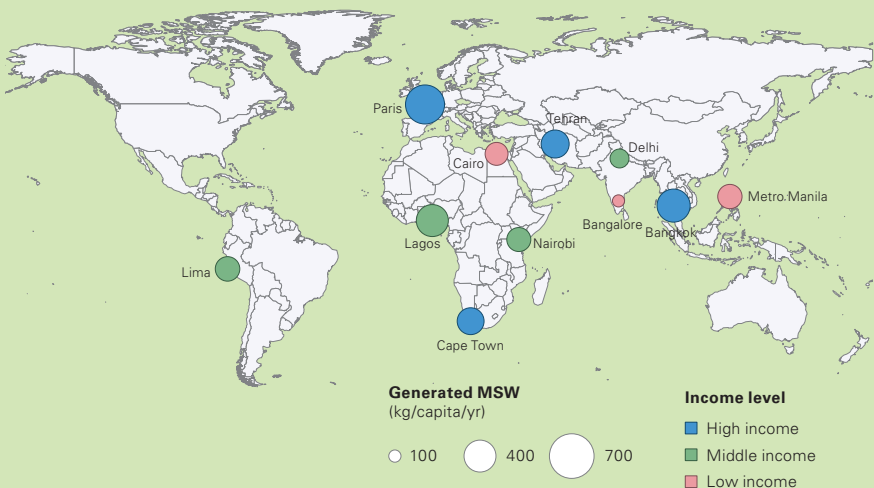 Paris
Tehran
Delhi
Cairo
Metro Manila
Bangalore
Bangkok
Lagos
Nairobi
Lima
Cape Town
Generated MSW
(kg/capita/yr)
100
400
700
Income level
High income
Middle income
Low income